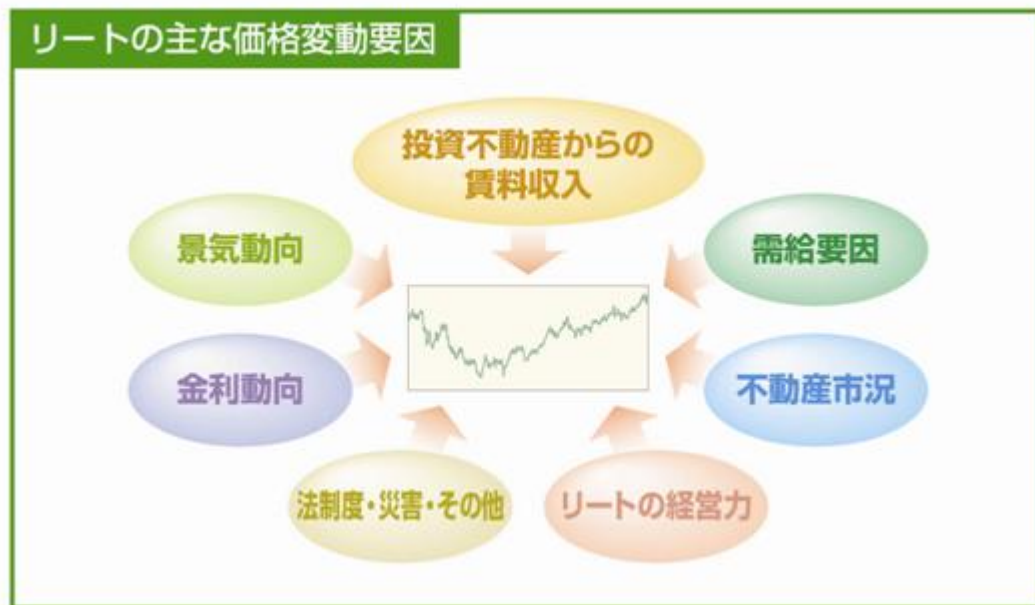 リートの主な価格変動要因
投資不動産からの
賃料収入
景気動向
需給要因
金利動向
不動産市況
法制度・災害・その他
リートの経営力